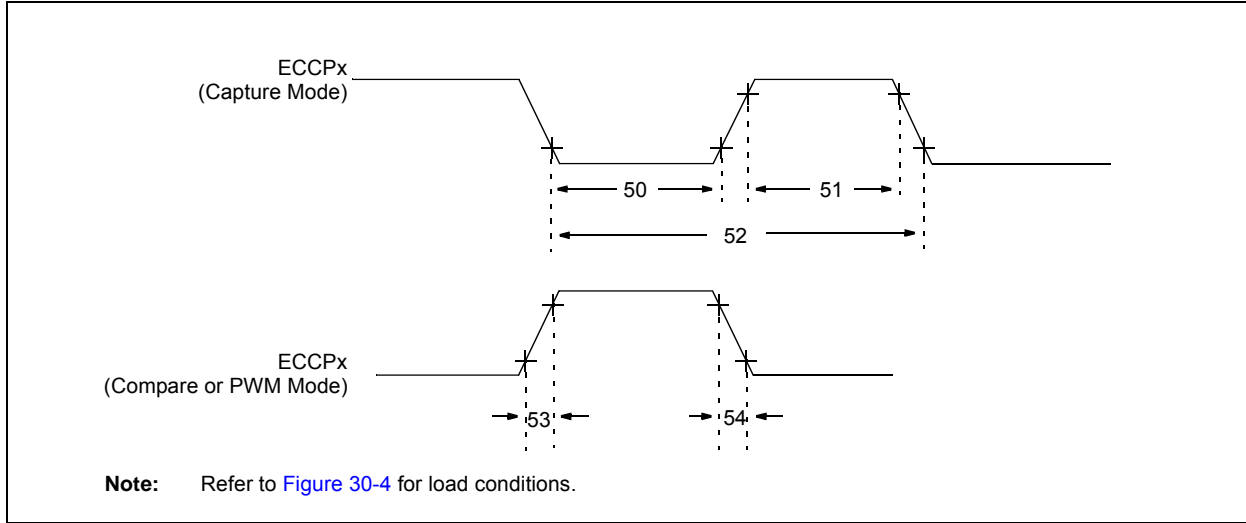 ECCPx
(Capture Mode)
50
51
52
ECCPx
(Compare or PWM Mode)
53
54
Note: Refer to Figure 30-4 for load conditions.